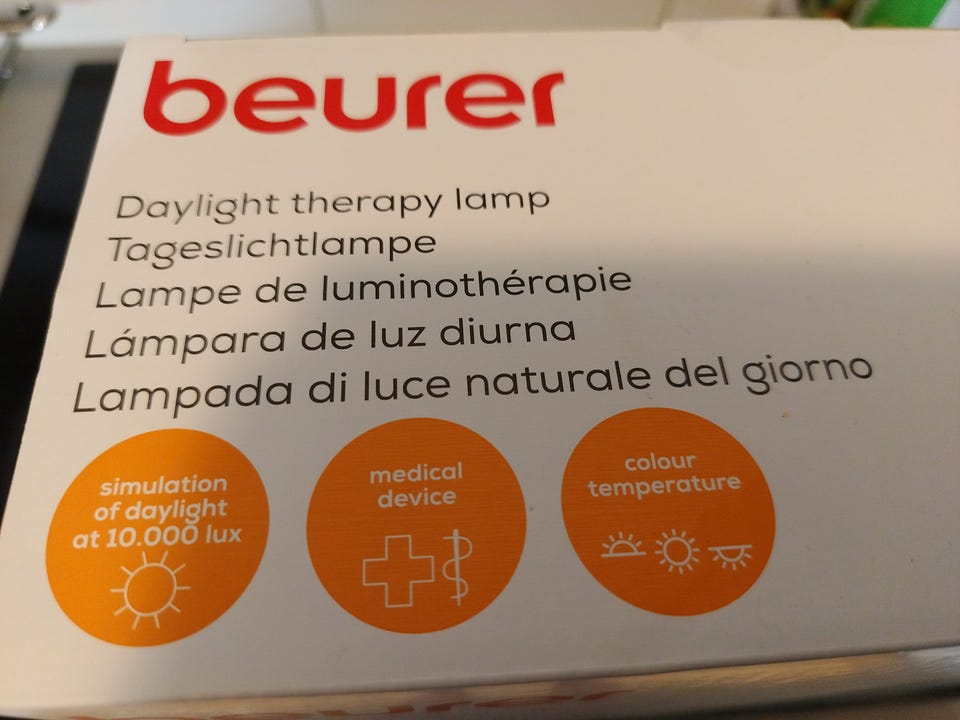 beurer
Daylight therapy lamp
Tageslichtlampe
Lampe de luminothérapie
Lámpara de luz diurna
Lampada di luce naturale del giorno
simulation
of daylight
at 10.000 lux
medical
device
colour
temperature
beurer